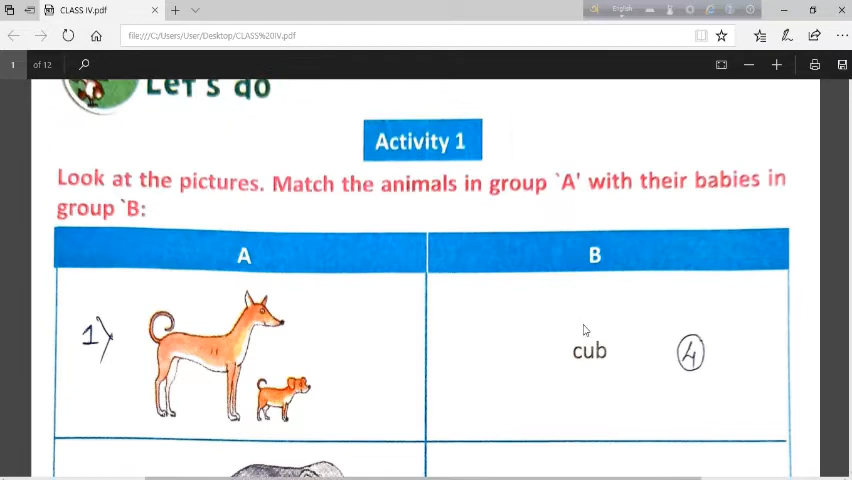 CLASS IV.pdf
English
file:///C:/Users/User/Desktop/CLASS%20IV.pdf
1 of 12
Let's do
Activity 1
Look at the pictures. Match the animals in group `A' with their babies in
group `B:
A B
1)
cub 4